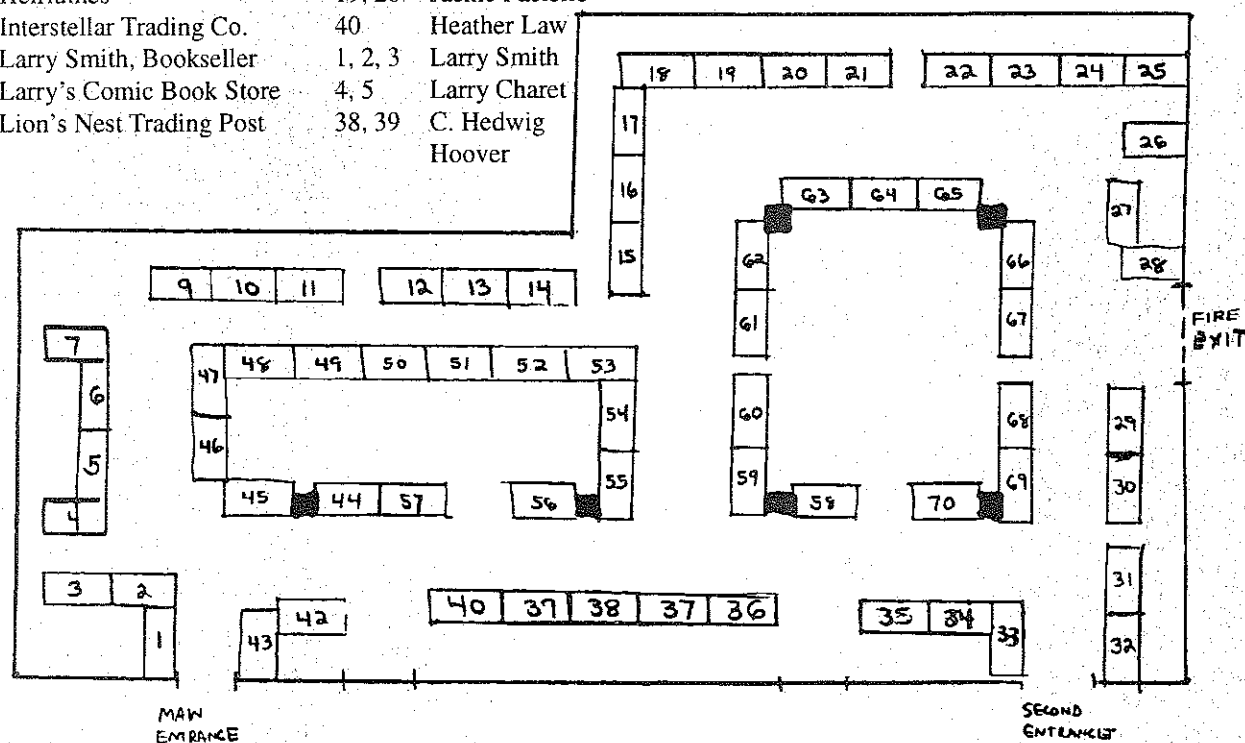 Interstellar Trading Co. 40 Heather Law
Larry Smith, Bookseller 1, 2, 3 Larry Smith
Larry's Comic Book Store 4, 5 Larry Charet
Lion's Nest Trading Post 38, 39 C. Hedwig
Hoover
18 19 20 21 22 23 24 25
17
26
16 63 64 65
27
15 62 66
28
9 10 11 12 13 14
61 67
FIRE
EXIT
7
47 48 49 50 51 52 53
6
54 60 68 29
46
5
55 59 69 30
45 44 57 56 58 70
4
31
3 2
40 37 38 37 36
42 35 34
1 43 33 32
MAIN
ENRANCE
SECOND
ENTRANCE